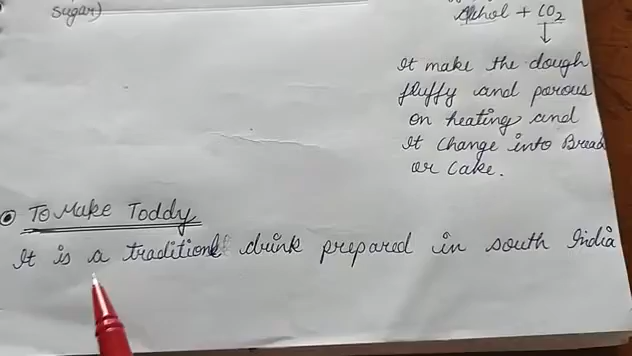 sugar)
Alchol + CO2
↓
It make the dough
fluffy and porous
on heating and
It change into Bread
or Cake.
To Make Toddy
It is a traditional drink prepared in south India